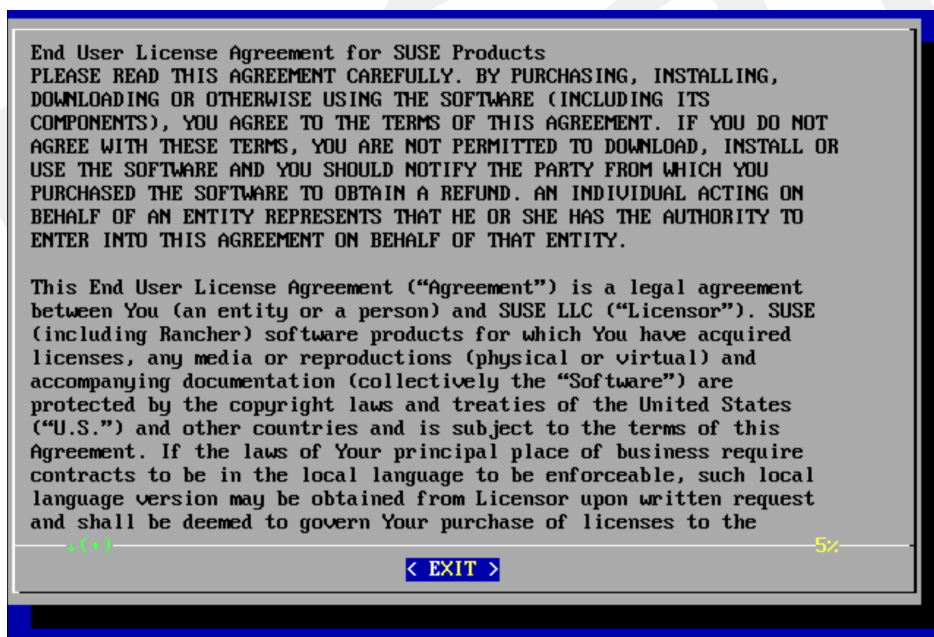 End User License Agreement for SUSE Products
PLEASE READ THIS AGREEMENT CAREFULLY. BY PURCHASING, INSTALLING,
DOWNLOADING OR OTHERWISE USING THE SOFTWARE (INCLUDING ITS
COMPONENTS), YOU AGREE TO THE TERMS OF THIS AGREEMENT. IF YOU DO NOT
AGREE WITH THESE TERMS, YOU ARE NOT PERMITTED TO DOWNLOAD, INSTALL OR
USE THE SOFTWARE AND YOU SHOULD NOTIFY THE PARTY FROM WHICH YOU
PURCHASED THE SOFTWARE TO OBTAIN A REFUND. AN INDIVIDUAL ACTING ON
BEHALF OF AN ENTITY REPRESENTS THAT HE OR SHE HAS THE AUTHORITY TO
ENTER INTO THIS AGREEMENT ON BEHALF OF THAT ENTITY.
This End User License Agreement (“Agreement”) is a legal agreement
between You (an entity or a person) and SUSE LLC (“Licensor”). SUSE
(including Rancher) software products for which You have acquired
licenses, any media or reproductions (physical or virtual) and
accompanying documentation (collectively the “Software”) are
protected by the copyright laws and treaties of the United States
(“U.S.”) and other countries and is subject to the terms of this
Agreement. If the laws of Your principal place of business require
contracts to be in the local language to be enforceable, such local
language version may be obtained from Licensor upon written request
and shall be deemed to govern Your purchase of licenses to the
↓(+) 5%
< EXIT >